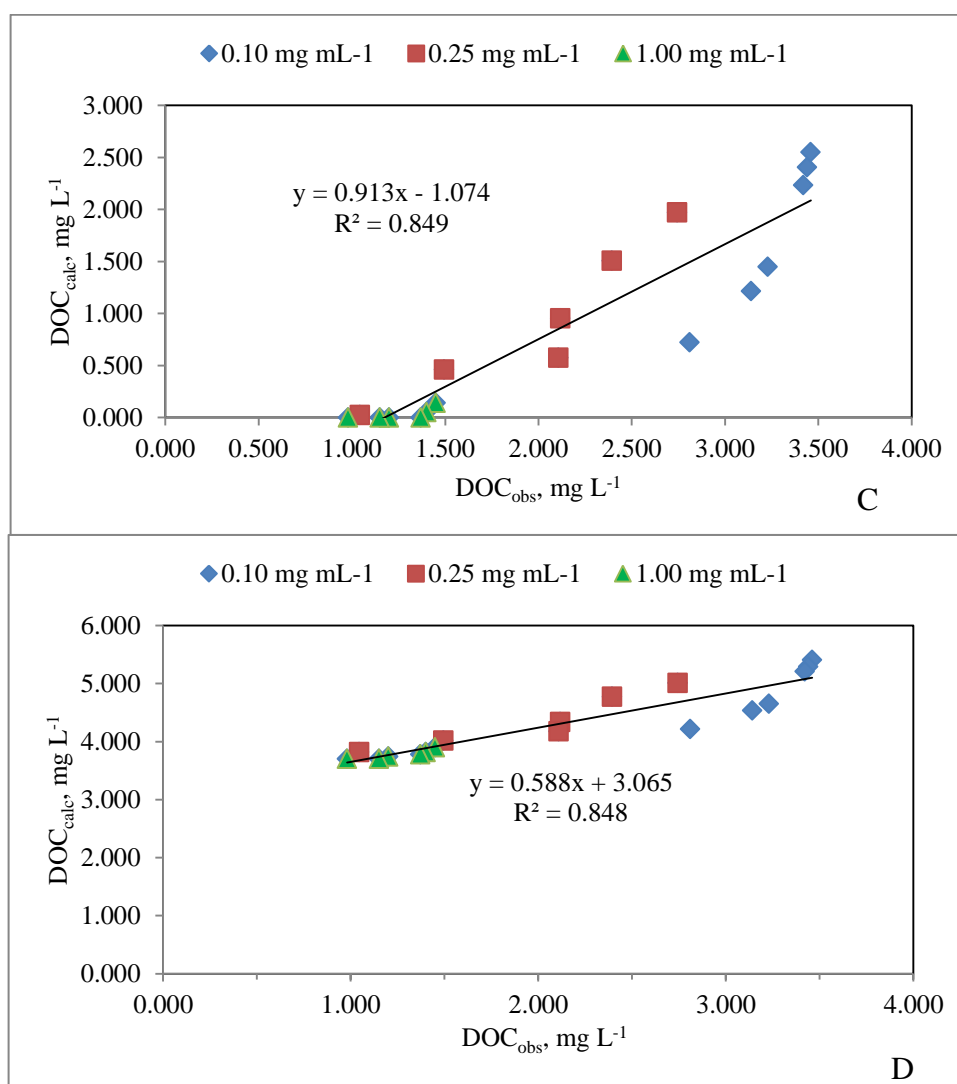 0.10 mg mL-1 0.25 mg mL-1 1.00 mg mL-1
3.000
2.500
2.000
1.500
1.000
0.500
0.000
DOCcalc, mg L-1
y = 0.913x - 1.074
R² = 0.849
0.000 0.500 1.000 1.500 2.000 2.500 3.000 3.500 4.000
DOCobs, mg L-1
C
0.10 mg mL-1 0.25 mg mL-1 1.00 mg mL-1
6.000
5.000
4.000
3.000
2.000
1.000
0.000
DOCcalc, mg L-1
y = 0.588x + 3.065
R² = 0.848
0.000 1.000 2.000 3.000 4.000
DOCobs, mg L-1
D